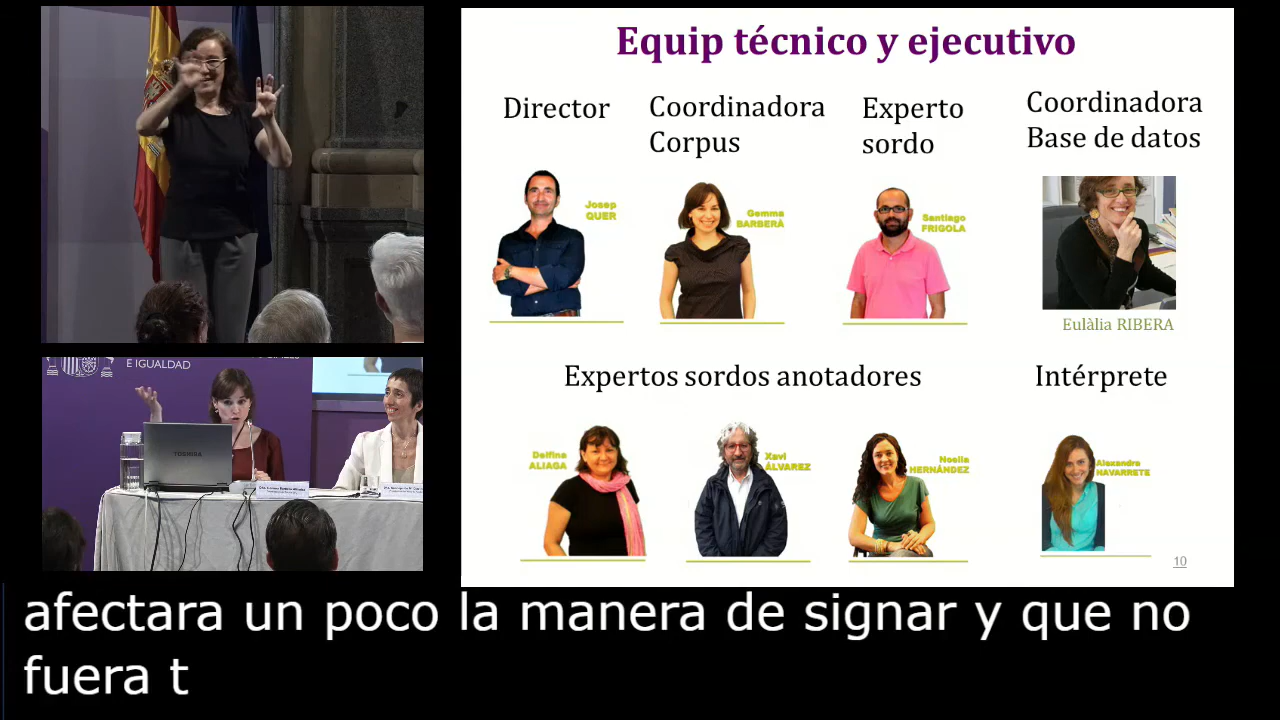 Equip técnico y ejecutivo
Director
Coordinadora
Corpus
Experto
sordo
Coordinadora
Base de datos
Josep
QUER
Gemma
BARBERÀ
Santiago
FRIGOLA
Eulàlia RIBERA
Expertos sordos anotadores
Intérprete
Delfina
ALIAGA
Xavi
ÁLVAREZ
Noelia
HERNÁNDEZ
Alexandra
NAVARRETE
10
E IGUALDAD
TOSHIBA
afectara un poco la manera de signar y que no
fuera t